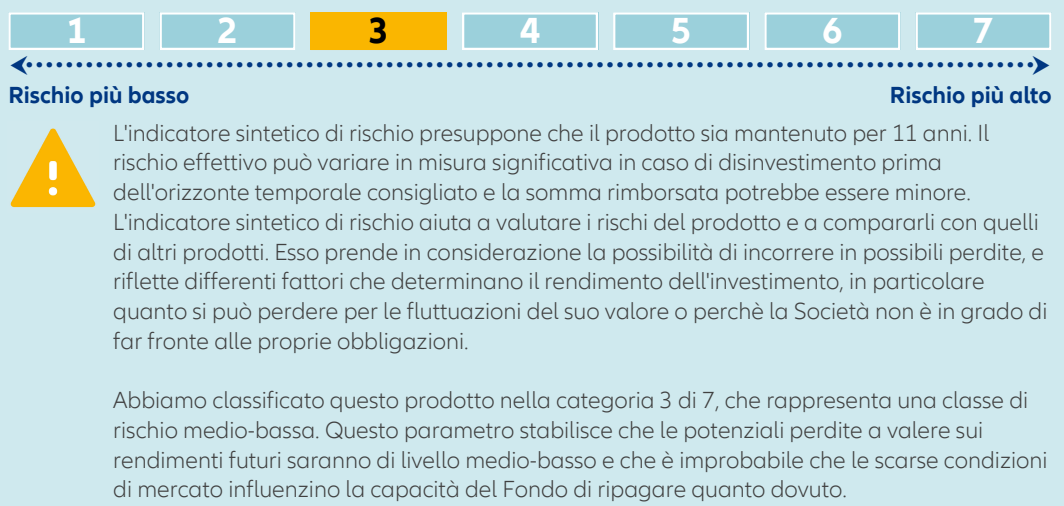 1 2 3 4 5 6 7
Rischio più basso Rischio più alto
L'indicatore sintetico di rischio presuppone che il prodotto sia mantenuto per 11 anni. Il
rischio effettivo può variare in misura significativa in caso di disinvestimento prima
dell'orizzonte temporale consigliato e la somma rimborsata potrebbe essere minore.
L'indicatore sintetico di rischio aiuta a valutare i rischi del prodotto e a compararli con quelli
di altri prodotti. Esso prende in considerazione la possibilità di incorrere in possibili perdite, e
riflette differenti fattori che determinano il rendimento dell'investimento, in particolare
quanto si può perdere per le fluttuazioni del suo valore o perchè la Società non è in grado di
far fronte alle proprie obbligazioni.
Abbiamo classificato questo prodotto nella categoria 3 di 7, che rappresenta una classe di
rischio medio-bassa. Questo parametro stabilisce che le potenziali perdite a valere sui
rendimenti futuri saranno di livello medio-basso e che è improbabile che le scarse condizioni
di mercato influenzino la capacità del Fondo di ripagare quanto dovuto.